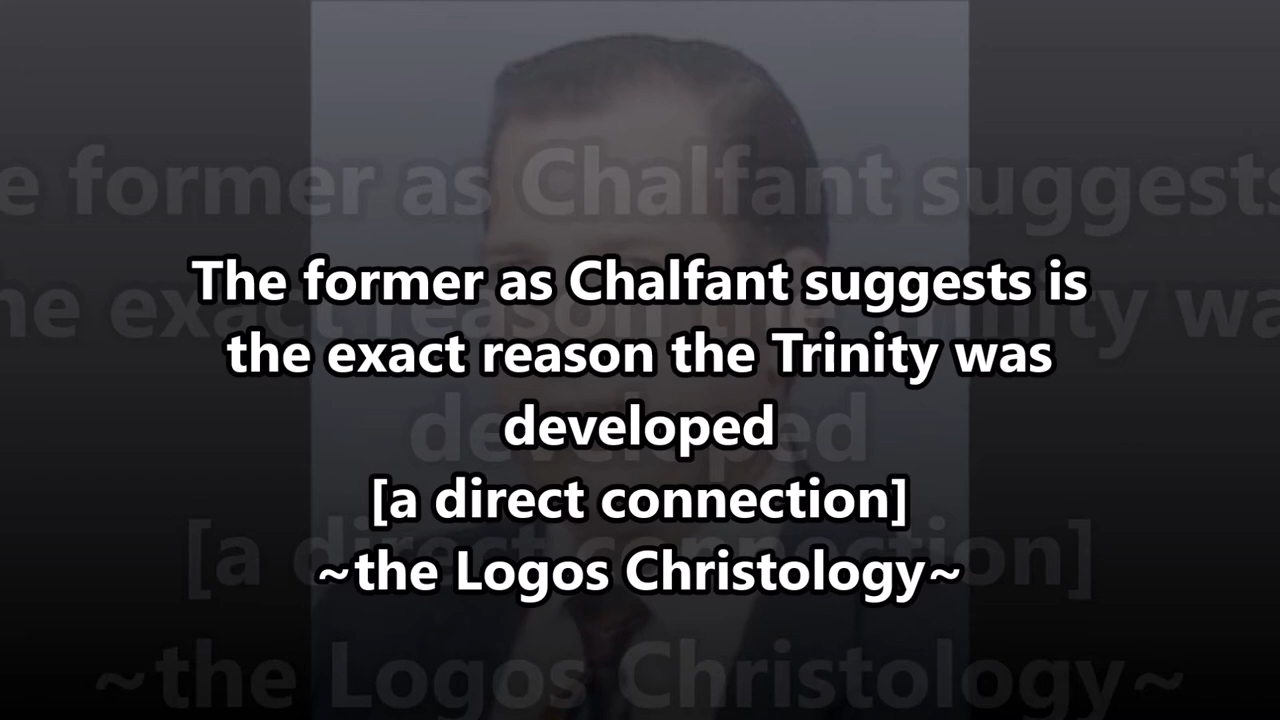 The former as Chalfant suggests is
the exact reason the Trinity was
developed
[a direct connection]
~the Logos Christology~